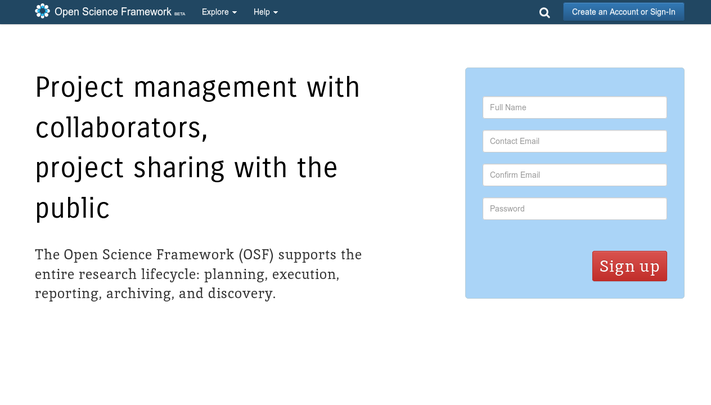 Open Science Framework BETA
Explore
Help
Create an Account or Sign-In
Project management with
collaborators,
project sharing with the
public
The Open Science Framework (OSF) supports the
entire research lifecycle: planning, execution,
reporting, archiving, and discovery.
Full Name
Contact Email
Confirm Email
Password
Sign up